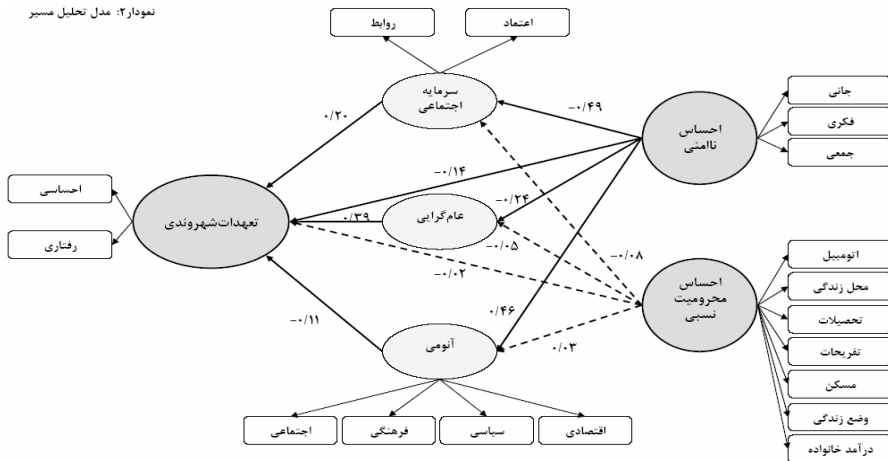 نمودار۲: مدل تحلیل مسیر
اعتماد
روابط
سرمایه
اجتماعی
احساس
ناامنی
جانی
فکری
جمعی
−۰/۴۹
۰/۲۰
−۰/۱۴
−۰/۲۴
احساسی
رفتاری
تعهدات‌شهروندی
عام‌گرایی
۰/۳۹
−۰/۰۵
−۰/۰۸
−۰/۰۲
احساس
محرومیت
نسبی
اتومبیل
محل زندگی
تحصیلات
تفریحات
مسکن
وضع زندگی
درآمد خانواده
۰/۴۶
−۰/۱۱
۰/۰۳
آنومی
اقتصادی
سیاسی
فرهنگی
اجتماعی